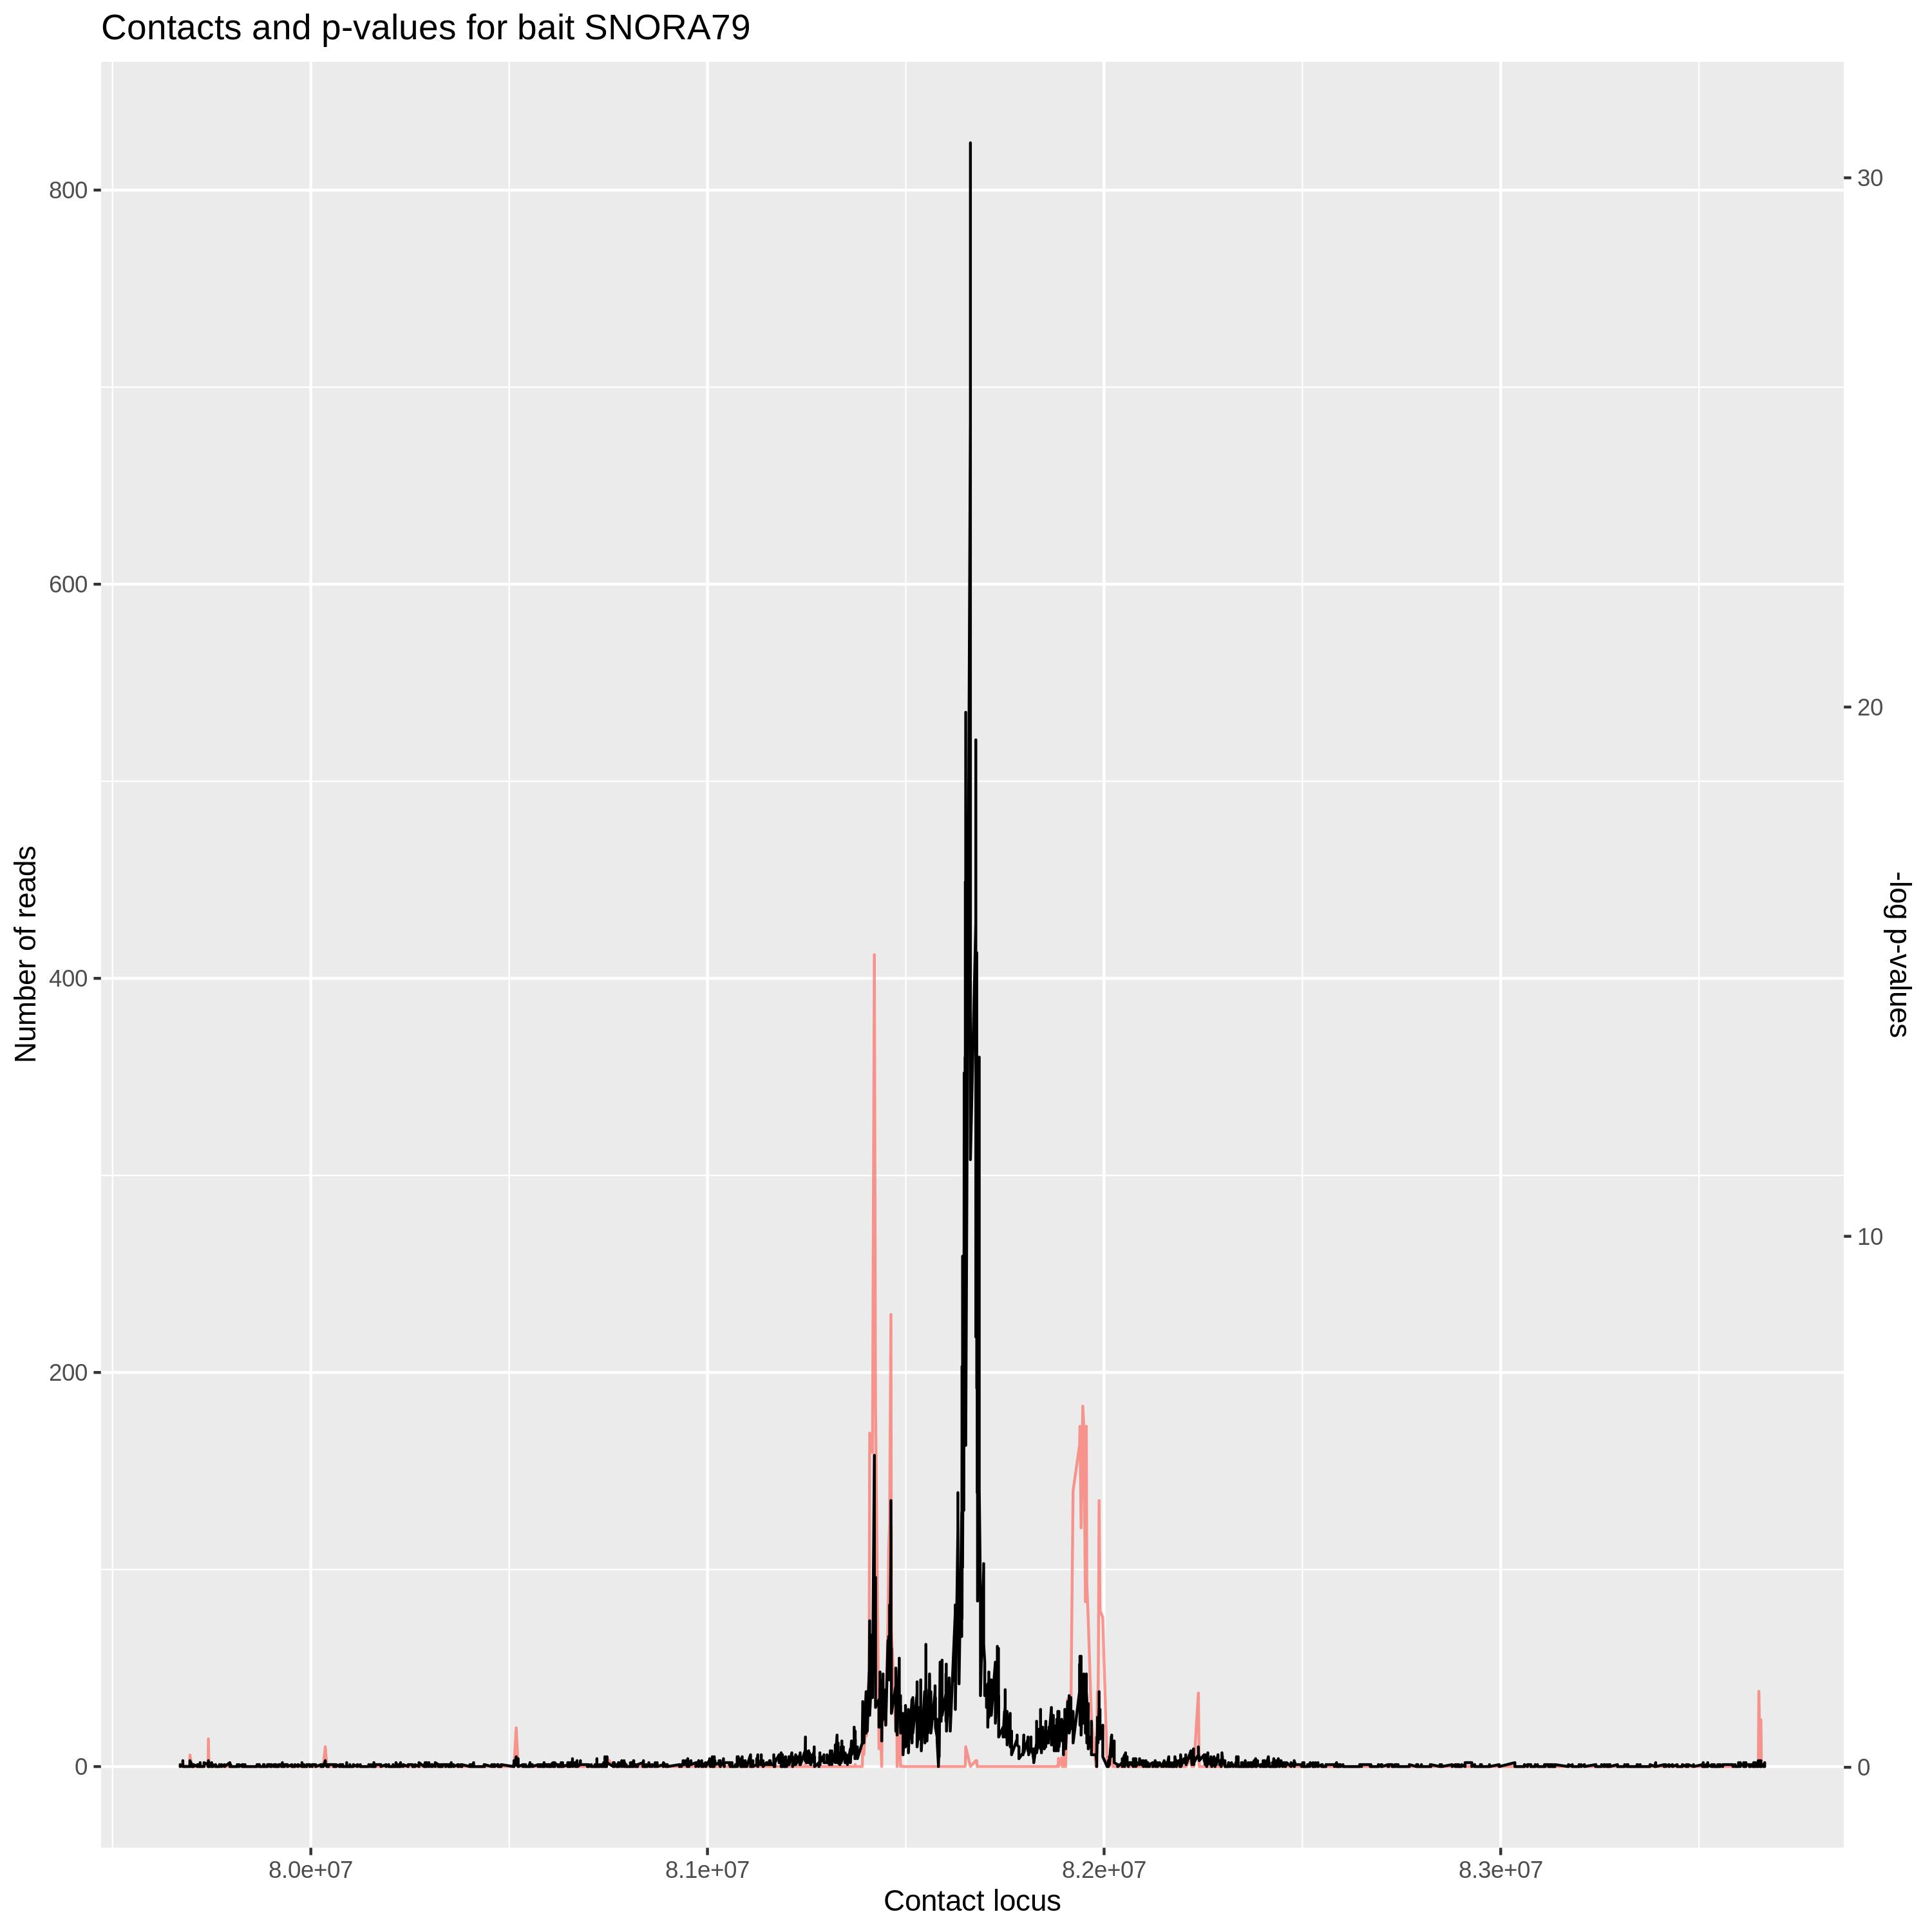 Contacts and p-values for bait SNORA79
800
600
400
200
0
Number of reads
30
20
10
0
-log p-values
8.0e+07
8.1e+07
8.2e+07
8.3e+07
Contact locus